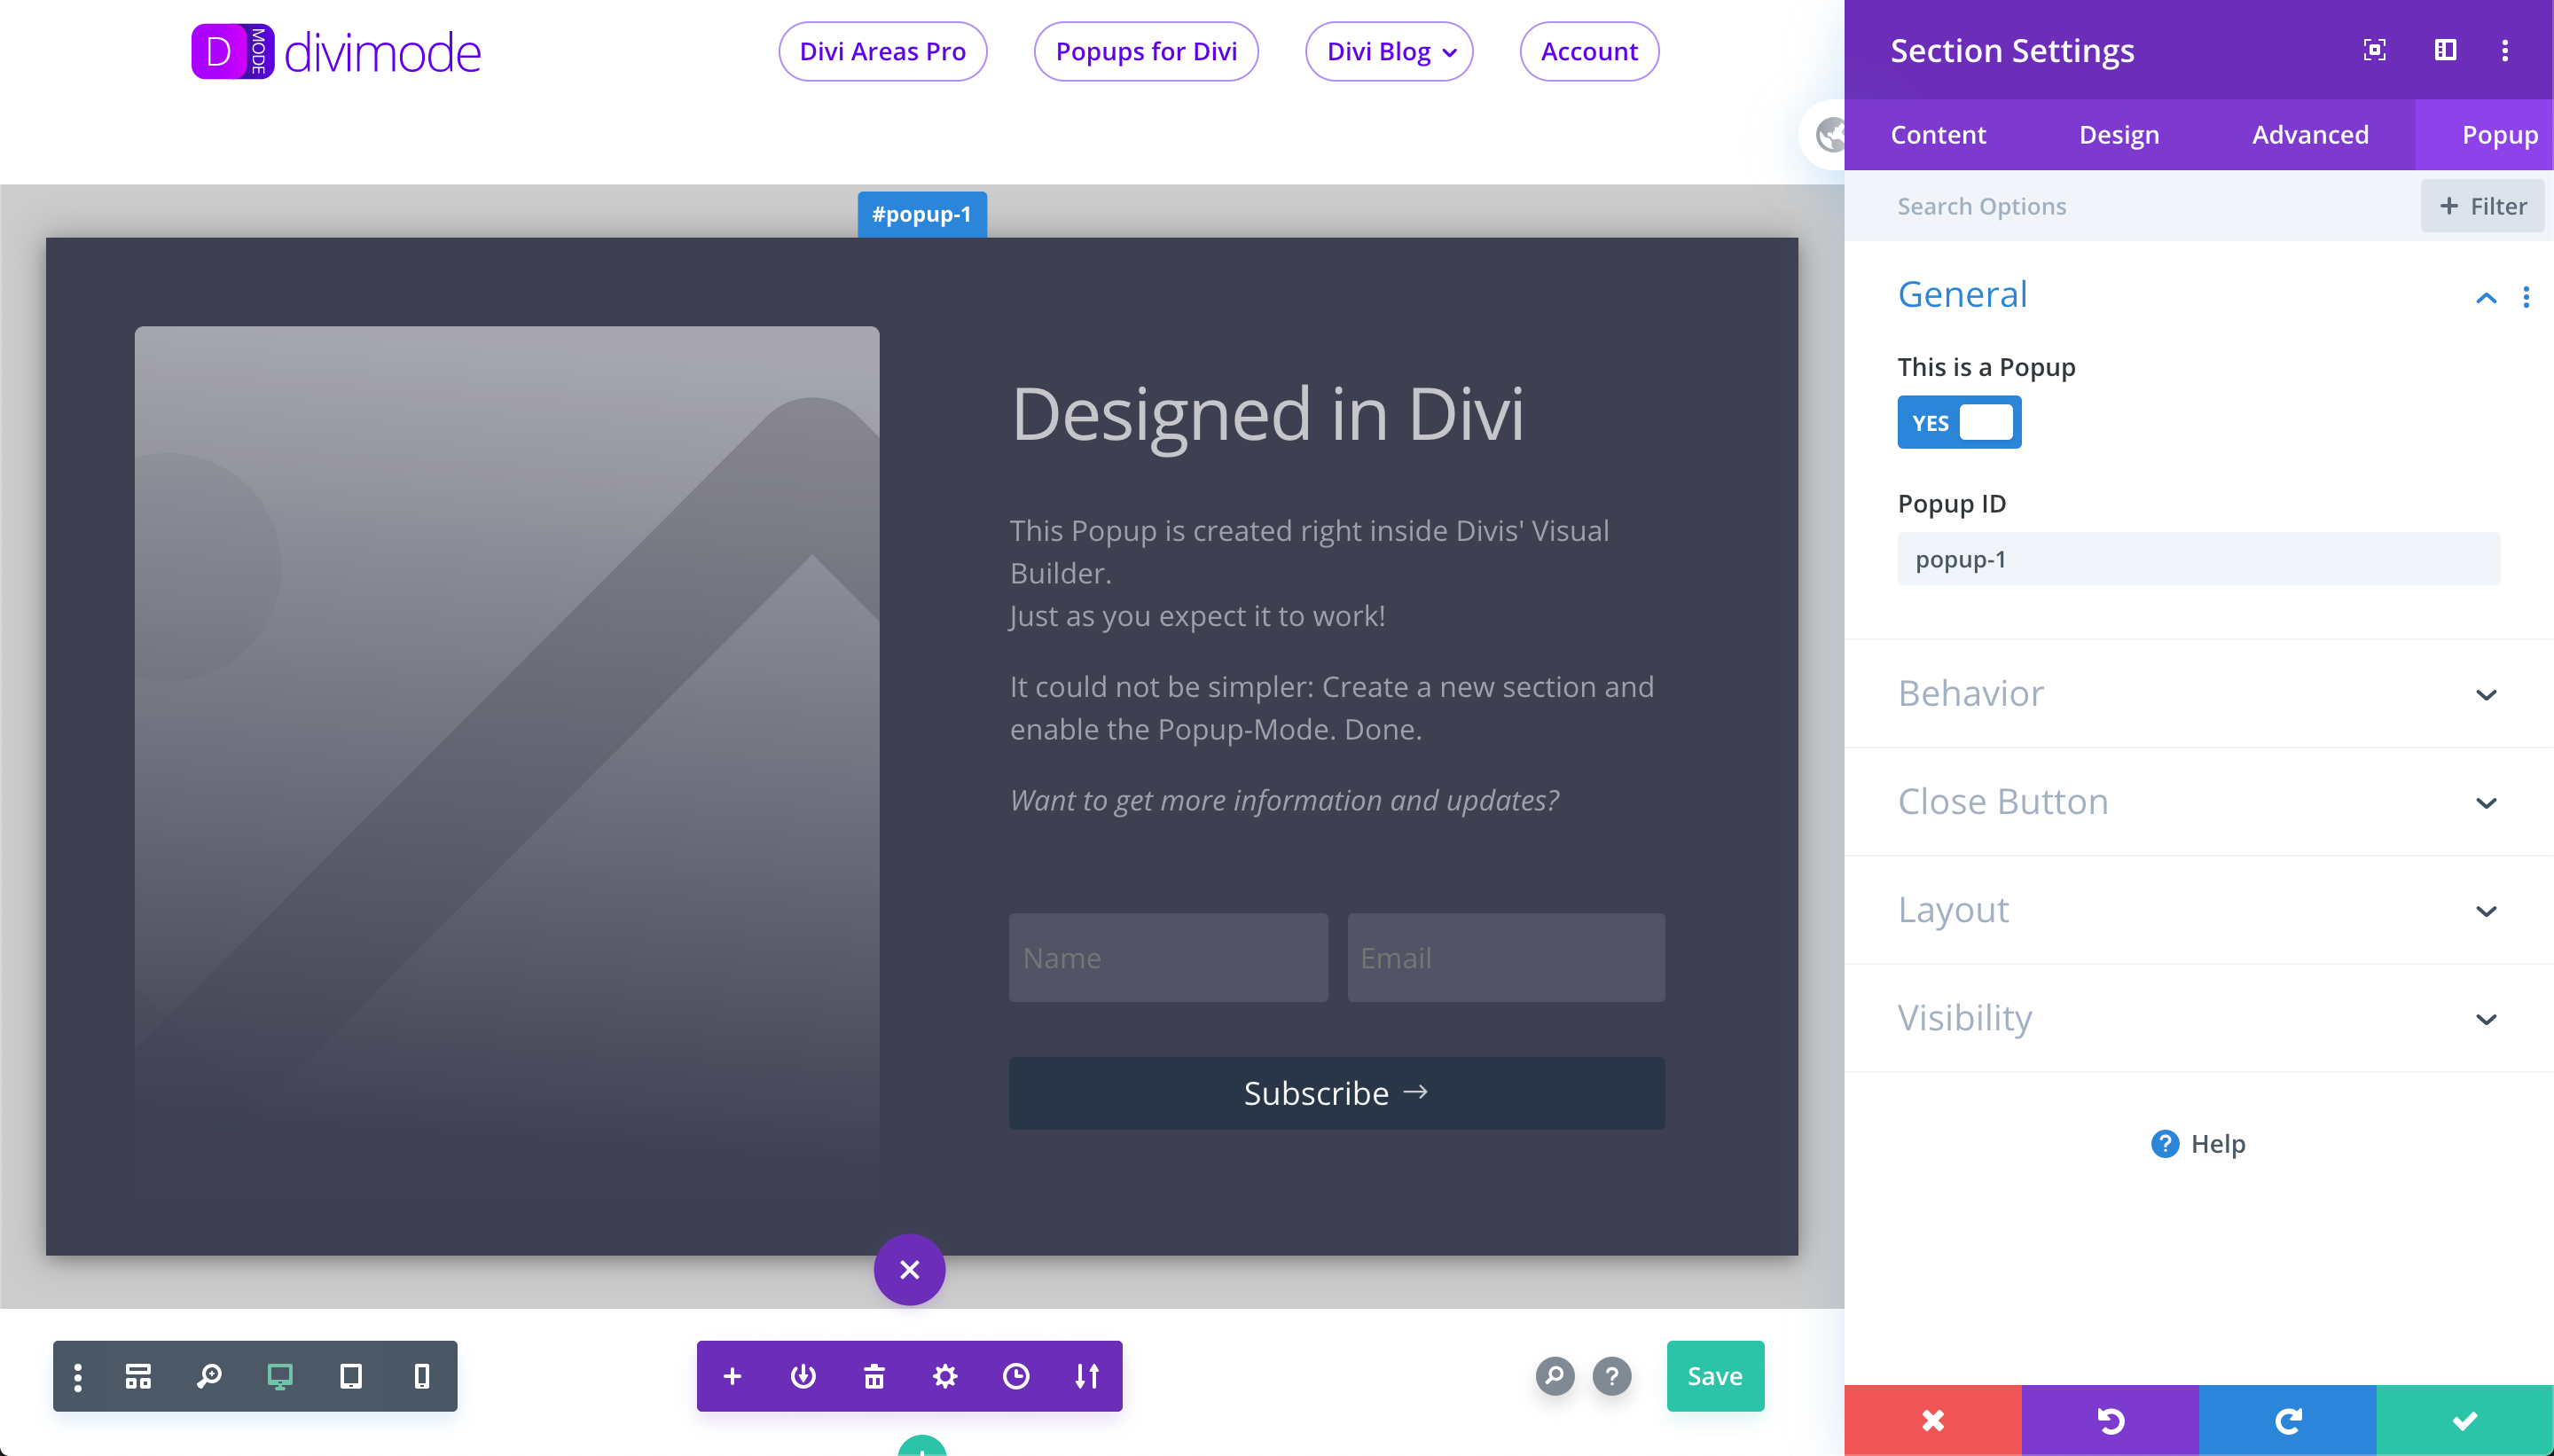 D MODE divimode
Divi Areas Pro
Popups for Divi
Divi Blog
Account
#popup-1
Designed in Divi
This Popup is created right inside Divis' Visual
Builder.
Just as you expect it to work!
It could not be simpler: Create a new section and
enable the Popup-Mode. Done.
Want to get more information and updates?
Name
Email
Subscribe →
Save
Section Settings
Content
Design
Advanced
Popup
Search Options
+ Filter
General
This is a Popup
YES
Popup ID
popup-1
Behavior
Close Button
Layout
Visibility
? Help